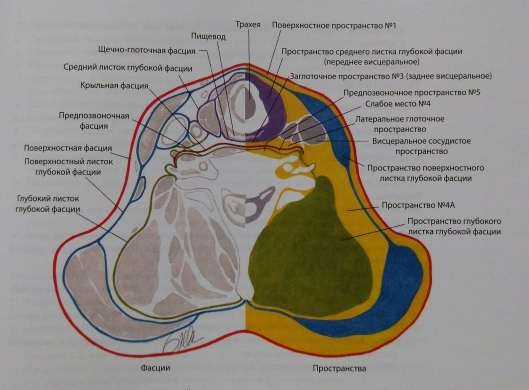 Трахея
Поверхностное пространство №1
Пищевод
Щечно-глоточная фасция
Пространство среднего листка глубокой фасции
(переднее висцеральное)
Средний листок глубокой фасции
Заглоточное пространство №3 (заднее висцеральное)
Крыльная фасция
Предпозвоночное пространство №5
Слабое место №4
Предпозвоночная
фасция
Латеральное глоточное
пространство
Висцеральное сосудистое
пространство
Поверхностная фасция
Поверхностный листок
глубокой фасции
Пространство поверхностного
листка глубокой фасции
Глубокий листок
глубокой фасции
Пространство №4А
Пространство глубокого
листка глубокой фасции
Фасции
Пространства